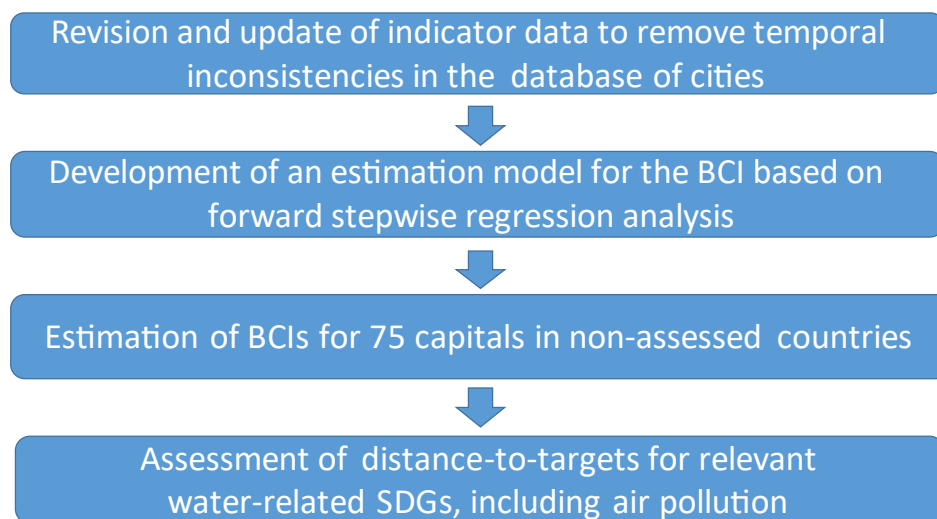 Revision and update of indicator data to remove temporal
inconsistencies in the database of cities
Development of an estimation model for the BCI based on
forward stepwise regression analysis
Estimation of BCIs for 75 capitals in non-assessed countries
Assessment of distance-to-targets for relevant
water-related SDGs, including air pollution